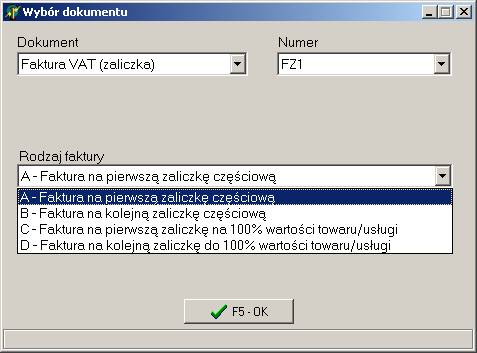 Wybór dokumentu
Dokument Numer
Faktura VAT (zaliczka) FZ1
Rodzaj faktury
A - Faktura na pierwszą zaliczkę częściową
A - Faktura na pierwszą zaliczkę częściową
B - Faktura na kolejną zaliczkę częściową
C - Faktura na pierwszą zaliczkę na 100% wartości towaru/usługi
D - Faktura na kolejną zaliczkę do 100% wartości towaru/usługi
F5 - OK